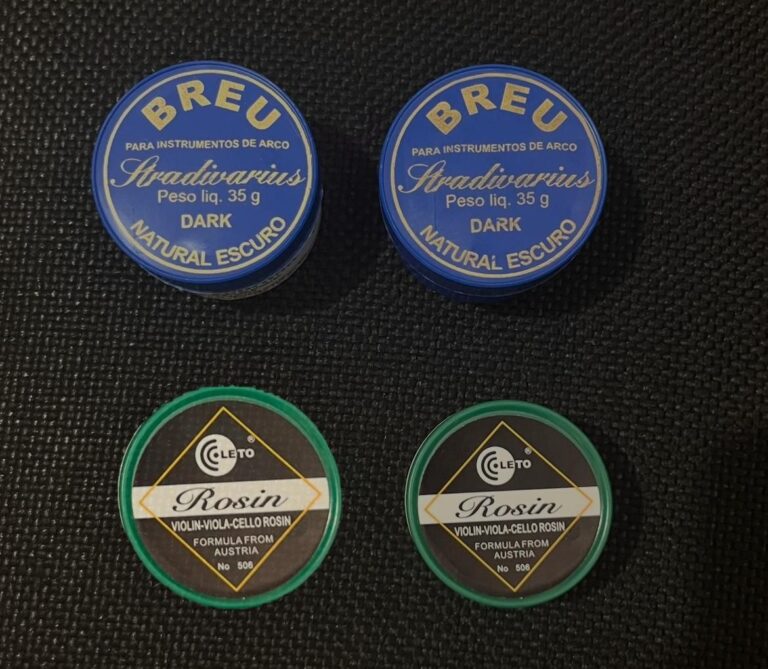 BREU
PARA INSTRUMENTOS DE ARCO
Stradivarius
Peso liq. 35 g
DARK
NATURAL ESCURO
BREU
PARA INSTRUMENTOS DE ARCO
Stradivarius
Peso liq. 35 g
DARK
NATURAL ESCURO
LETO®
Rosin
VIOLIN-VIOLA-CELLO ROSIN
FORMULA FROM
AUSTRIA
No 506
LETO®
Rosin
VIOLIN-VIOLA-CELLO ROSIN
FORMULA FROM
AUSTRIA
No 506